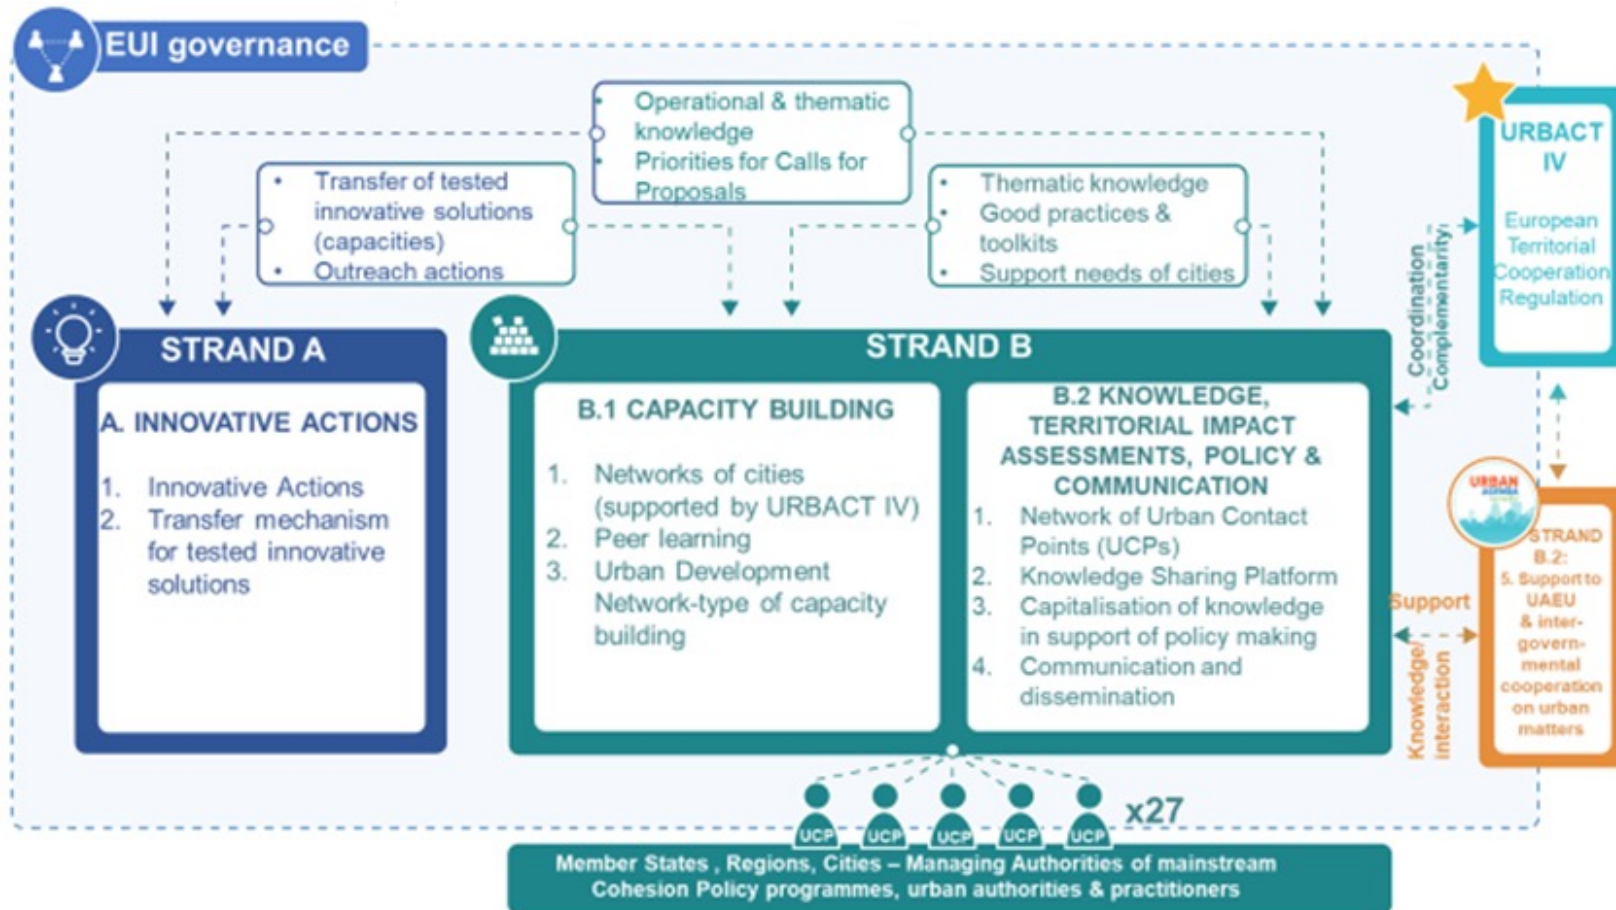 EUI governance
• Operational & thematic
knowledge
• Priorities for Calls for
Proposals
• Transfer of tested
innovative solutions
(capacities)
• Outreach actions
• Thematic knowledge
• Good practices &
toolkits
• Support needs of cities
URBACT
IV
European
Territorial
Cooperation
Regulation
Coordination
Complementarity
STRAND A
A. INNOVATIVE ACTIONS
1. Innovative Actions
2. Transfer mechanism
for tested innovative
solutions
STRAND B
B.1 CAPACITY BUILDING
1. Networks of cities
(supported by URBACT IV)
2. Peer learning
3. Urban Development
Network-type of capacity
building
B.2 KNOWLEDGE,
TERRITORIAL IMPACT
ASSESSMENTS, POLICY &
COMMUNICATION
1. Network of Urban Contact
Points (UCPs)
2. Knowledge Sharing Platform
3. Capitalisation of knowledge
in support of policy making
4. Communication and
dissemination
URBAN
AGENDA
STRAND
B.2:
5. Support to
UAEU
& inter-
govern-
mental
cooperation
on urban
matters
Support
Knowledge/
interaction
UCP UCP UCP UCP UCP
x27
Member States , Regions, Cities – Managing Authorities of mainstream
Cohesion Policy programmes, urban authorities & practitioners